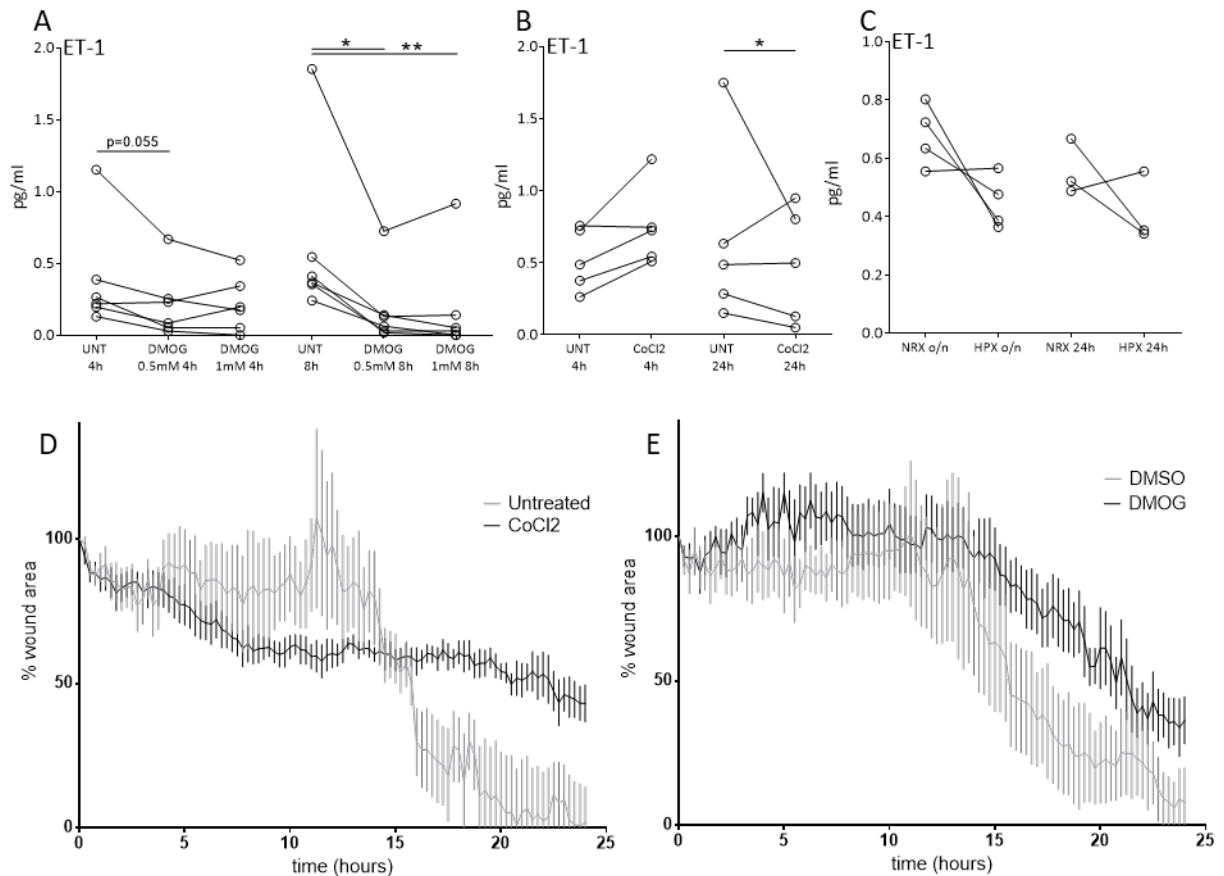 A
ET-1
2.0
1.5
1.0
0.5
0.0
pg/ml
p=0.055
*
**
UNT
4h
DMOG
0.5mM 4h
DMOG
1mM 4h
UNT
8h
DMOG
0.5mM 8h
DMOG
1mM 8h
B
ET-1
2.0
1.5
1.0
0.5
0.0
pg/ml
*
UNT
4h
CoCl2
4h
UNT
24h
CoCl2
24h
C
ET-1
1.0
0.8
0.6
0.4
0.2
0.0
pg/ml
NRX o/n
HPX o/n
NRX 24h
HPX 24h
D
Untreated
CoCl2
100
50
0
% wound area
0
5
10
15
20
25
time (hours)
E
DMSO
DMOG
100
50
0
% wound area
0
5
10
15
20
25
time (hours)